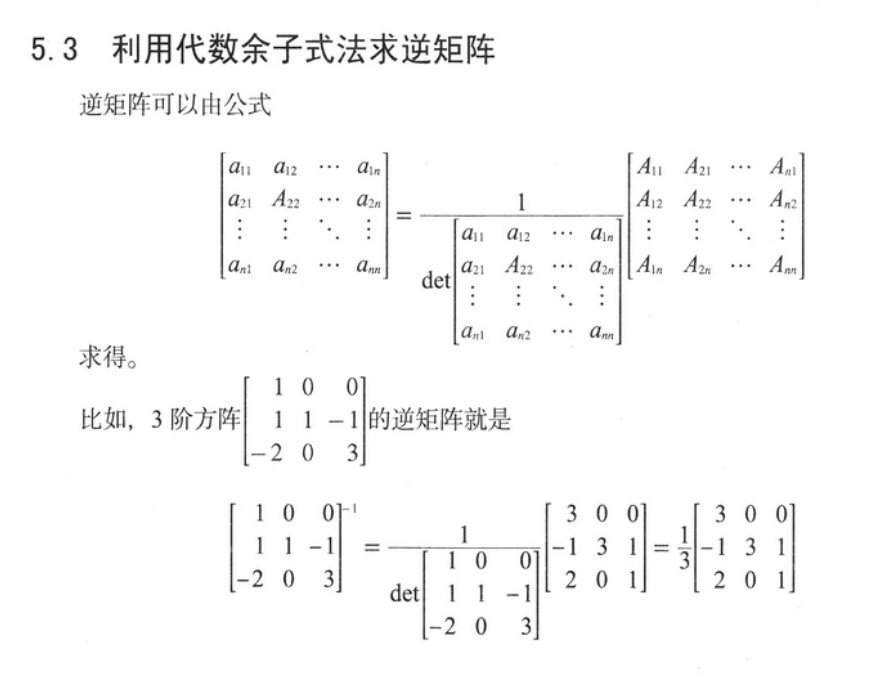 5.3 利用代数余子式法求逆矩阵
逆矩阵可以由公式
\begin{bmatrix} a_{11} & a_{12} & \cdots & a_{1n} \\ a_{21} & A_{22} & \cdots & a_{2n} \\ \vdots & \vdots & \ddots & \vdots \\ a_{n1} & a_{n2} & \cdots & a_{nn} \end{bmatrix} = \frac{1}{\det \begin{bmatrix} a_{11} & a_{12} & \cdots & a_{1n} \\ a_{21} & A_{22} & \cdots & a_{2n} \\ \vdots & \vdots & \ddots & \vdots \\ a_{n1} & a_{n2} & \cdots & a_{nn} \end{bmatrix}} \begin{bmatrix} A_{11} & A_{21} & \cdots & A_{n1} \\ A_{12} & A_{22} & \cdots & A_{n2} \\ \vdots & \vdots & \ddots & \vdots \\ A_{1n} & A_{2n} & \cdots & A_{nn} \end{bmatrix}
求得。
比如，3 阶方阵 \begin{bmatrix} 1 & 0 & 0 \\ 1 & 1 & -1 \\ -2 & 0 & 3 \end{bmatrix} 的逆矩阵就是
\begin{bmatrix} 1 & 0 & 0 \\ 1 & 1 & -1 \\ -2 & 0 & 3 \end{bmatrix}^{-1} = \frac{1}{\det \begin{bmatrix} 1 & 0 & 0 \\ 1 & 1 & -1 \\ -2 & 0 & 3 \end{bmatrix}} \begin{bmatrix} 3 & 0 & 0 \\ -1 & 3 & 1 \\ 2 & 0 & 1 \end{bmatrix} = \frac{1}{3} \begin{bmatrix} 3 & 0 & 0 \\ -1 & 3 & 1 \\ 2 & 0 & 1 \end{bmatrix}